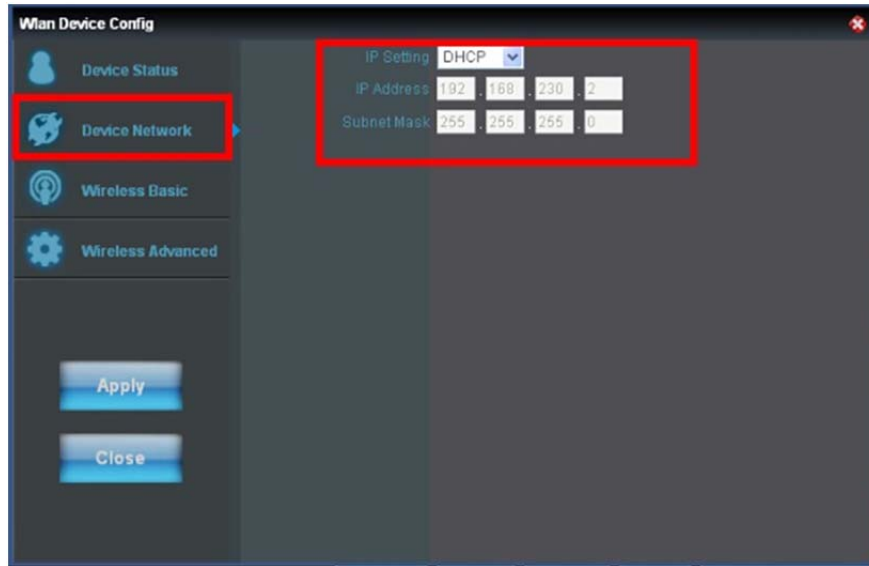 Wlan Device Config
Device Status
Device Network
Wireless Basic
Wireless Advanced
Apply
Close
IP Setting DHCP
IP Address 192 . 168 . 230 . 2
Subnet Mask 255 . 255 . 255 . 0